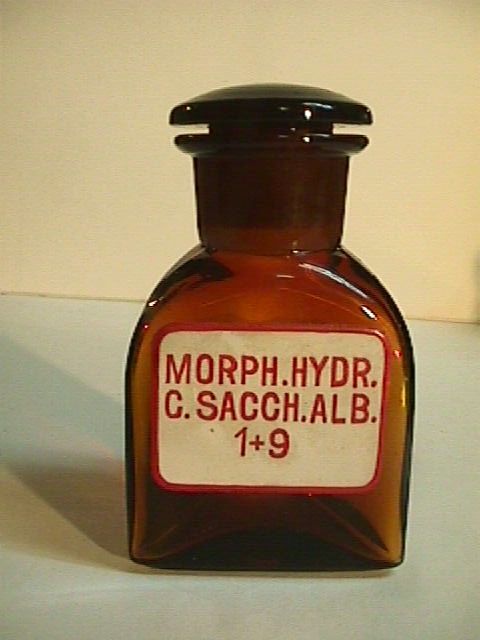 MORPH.HYDR.
C. SACCH.ALB.
1+9